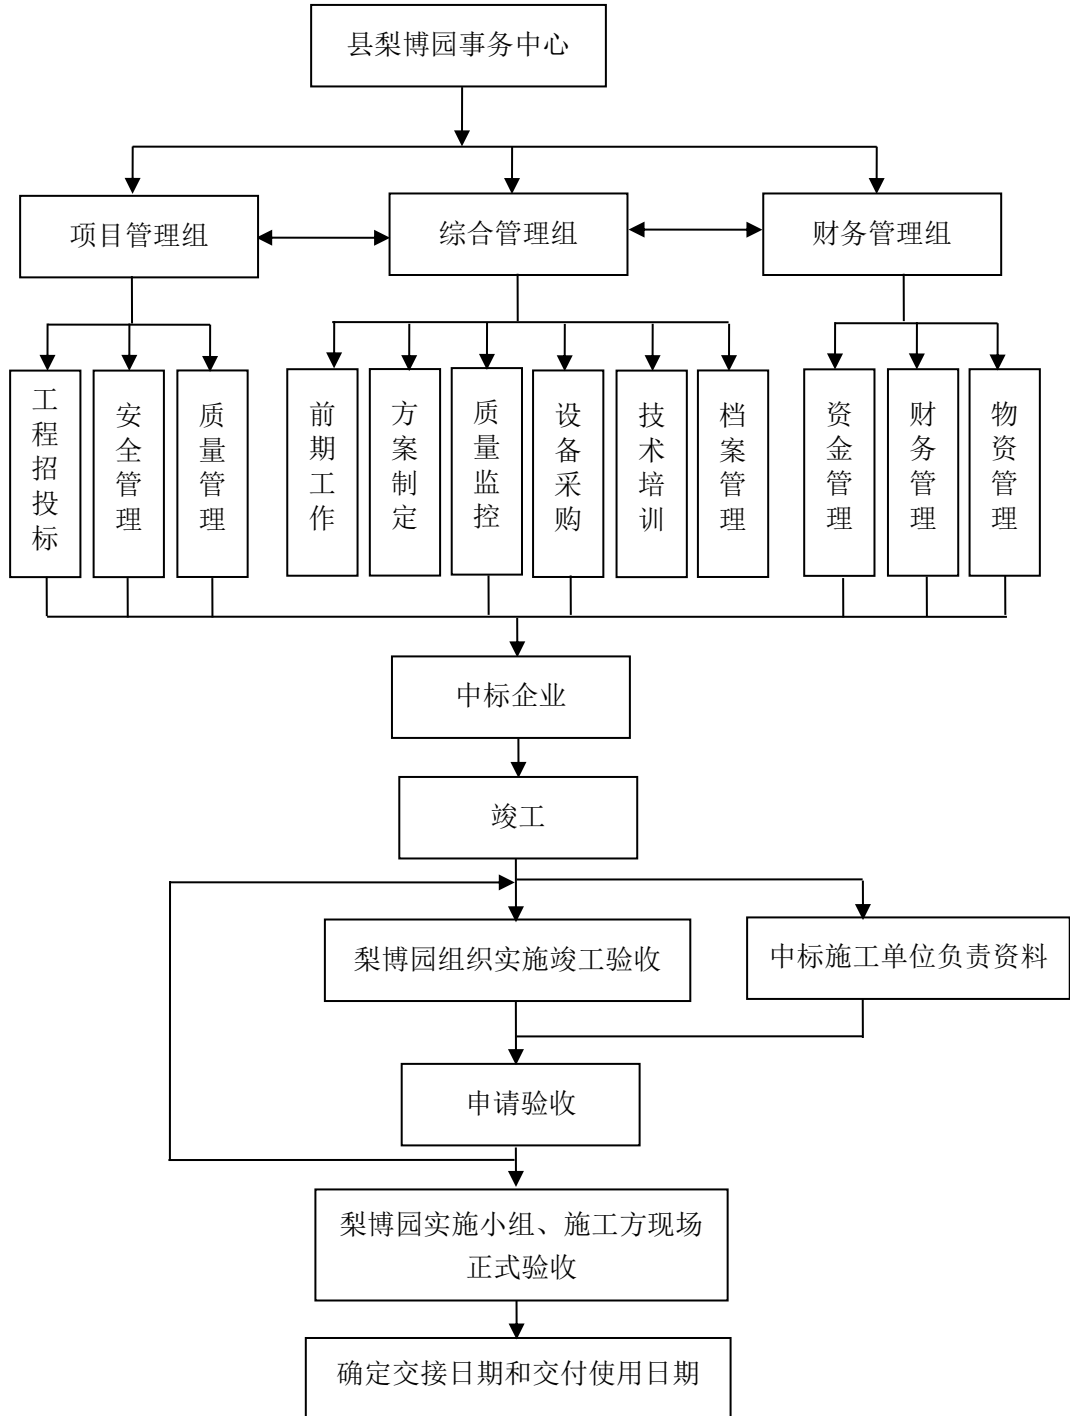 县梨博园事务中心
项目管理组
综合管理组
财务管理组
工程招投标
安全管理
质量管理
前期工作
方案制定
质量监控
设备采购
技术培训
档案管理
资金管理
财务管理
物资管理
中标企业
竣工
梨博园组织实施竣工验收
中标施工单位负责资料
申请验收
梨博园实施小组、施工方现场
正式验收
确定交接日期和交付使用日期